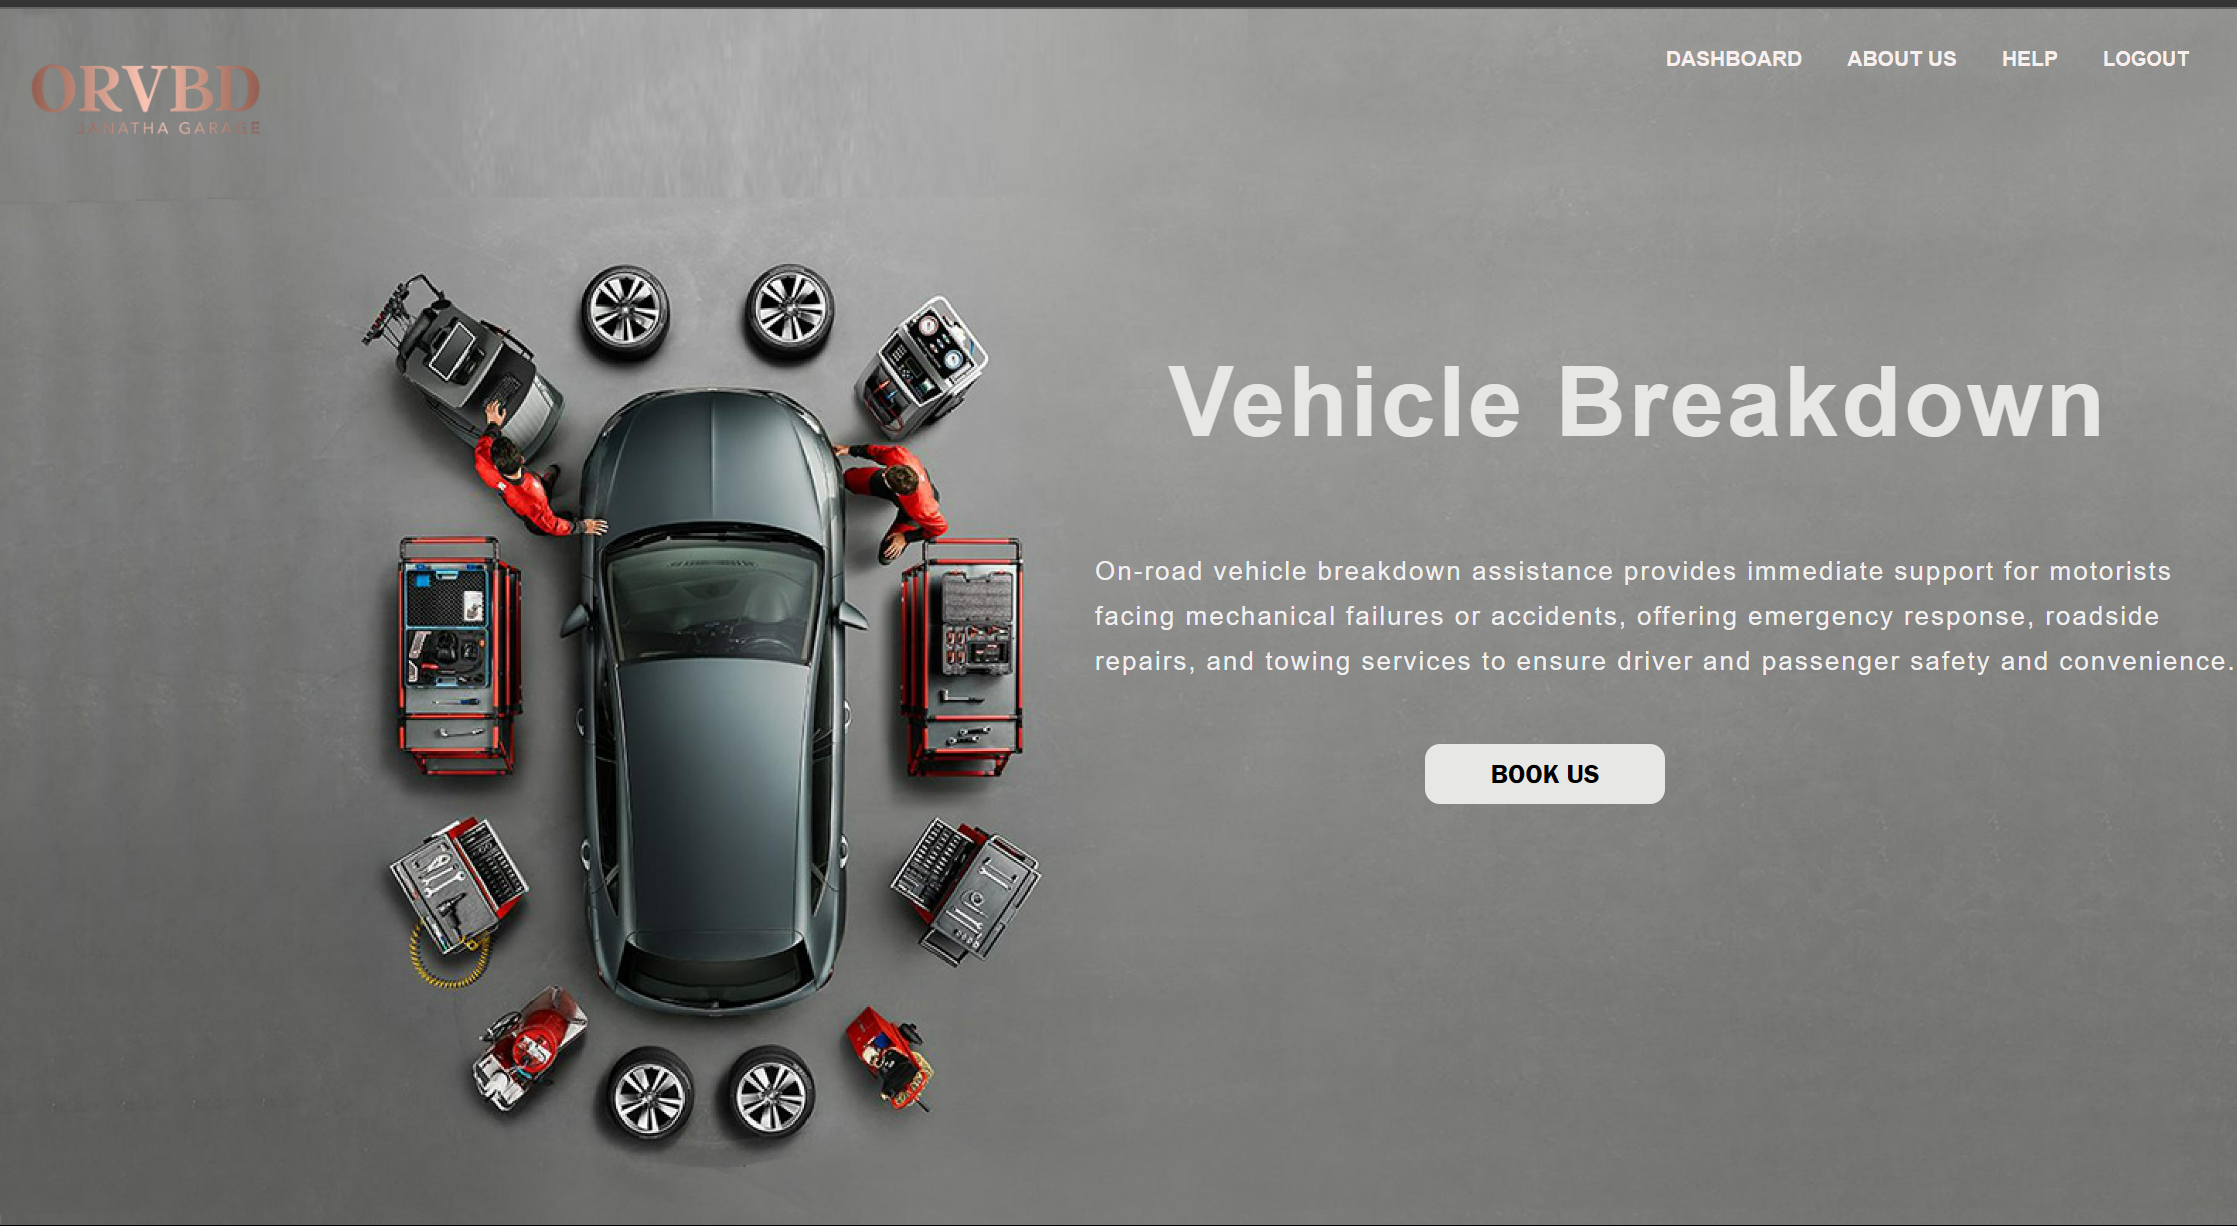 DASHBOARD ABOUT US HELP LOGOUT
ORVBD
JANATHA GARAGE
Vehicle Breakdown
On-road vehicle breakdown assistance provides immediate support for motorists
facing mechanical failures or accidents, offering emergency response, roadside
repairs, and towing services to ensure driver and passenger safety and convenience.
BOOK US